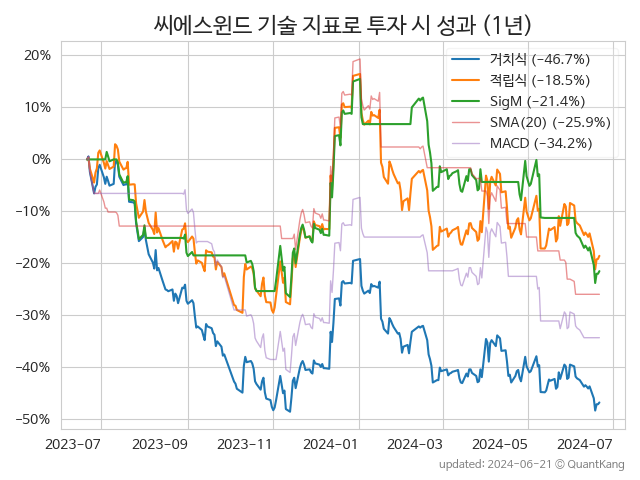 씨에스윈드 기술 지표로 투자 시 성과 (1년)
20%
10%
0%
−10%
−20%
−30%
−40%
−50%
거치식 (−46.7%)
적립식 (−18.5%)
SigM (−21.4%)
SMA(20) (−25.9%)
MACD (−34.2%)
2023-07
2023-09
2023-11
2024-01
2024-03
2024-05
2024-07
updated: 2024-06-21 © QuantKang